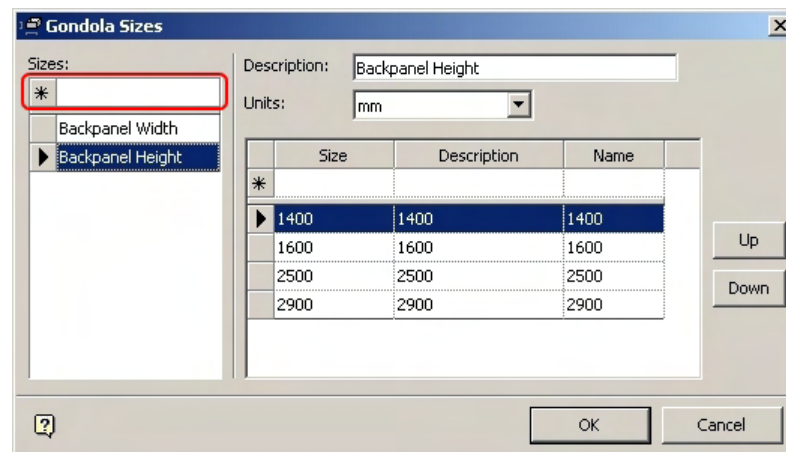 Gondola Sizes
Sizes:
Backpanel Width
Backpanel Height
Description: Backpanel Height
Units: mm
Size Description Name
1400 1400 1400
1600 1600 1600
2500 2500 2500
2900 2900 2900
Up
Down
OK Cancel